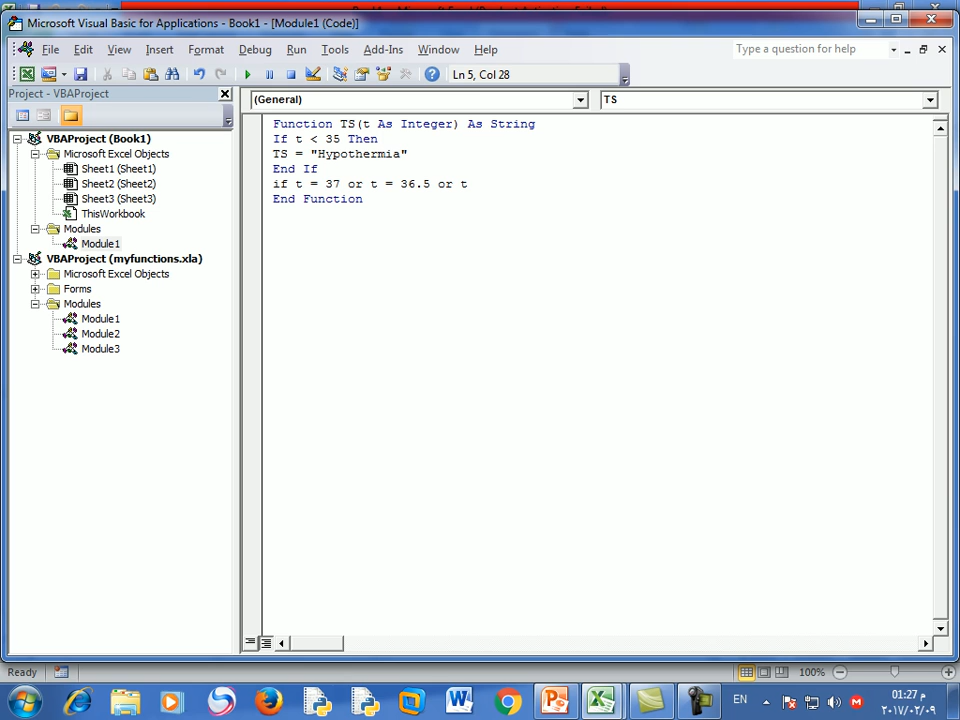 Microsoft Visual Basic for Applications - Book1 - [Module1 (Code)]
File Edit View Insert Format Debug Run Tools Add-Ins Window Help
Type a question for help
Ln 5, Col 28
Project - VBAProject
(General)
TS
VBAProject (Book1)
Microsoft Excel Objects
Sheet1 (Sheet1)
Sheet2 (Sheet2)
Sheet3 (Sheet3)
ThisWorkbook
Modules
Module1
VBAProject (myfunctions.xla)
Microsoft Excel Objects
Forms
Modules
Module1
Module2
Module3
Function TS(t As Integer) As String
If t < 35 Then
TS = "Hypothermia"
End If
if t = 37 or t = 36.5 or t
End Function
Ready
100%
EN
01:27 م
٢٠١٧/٠٢/٠٩